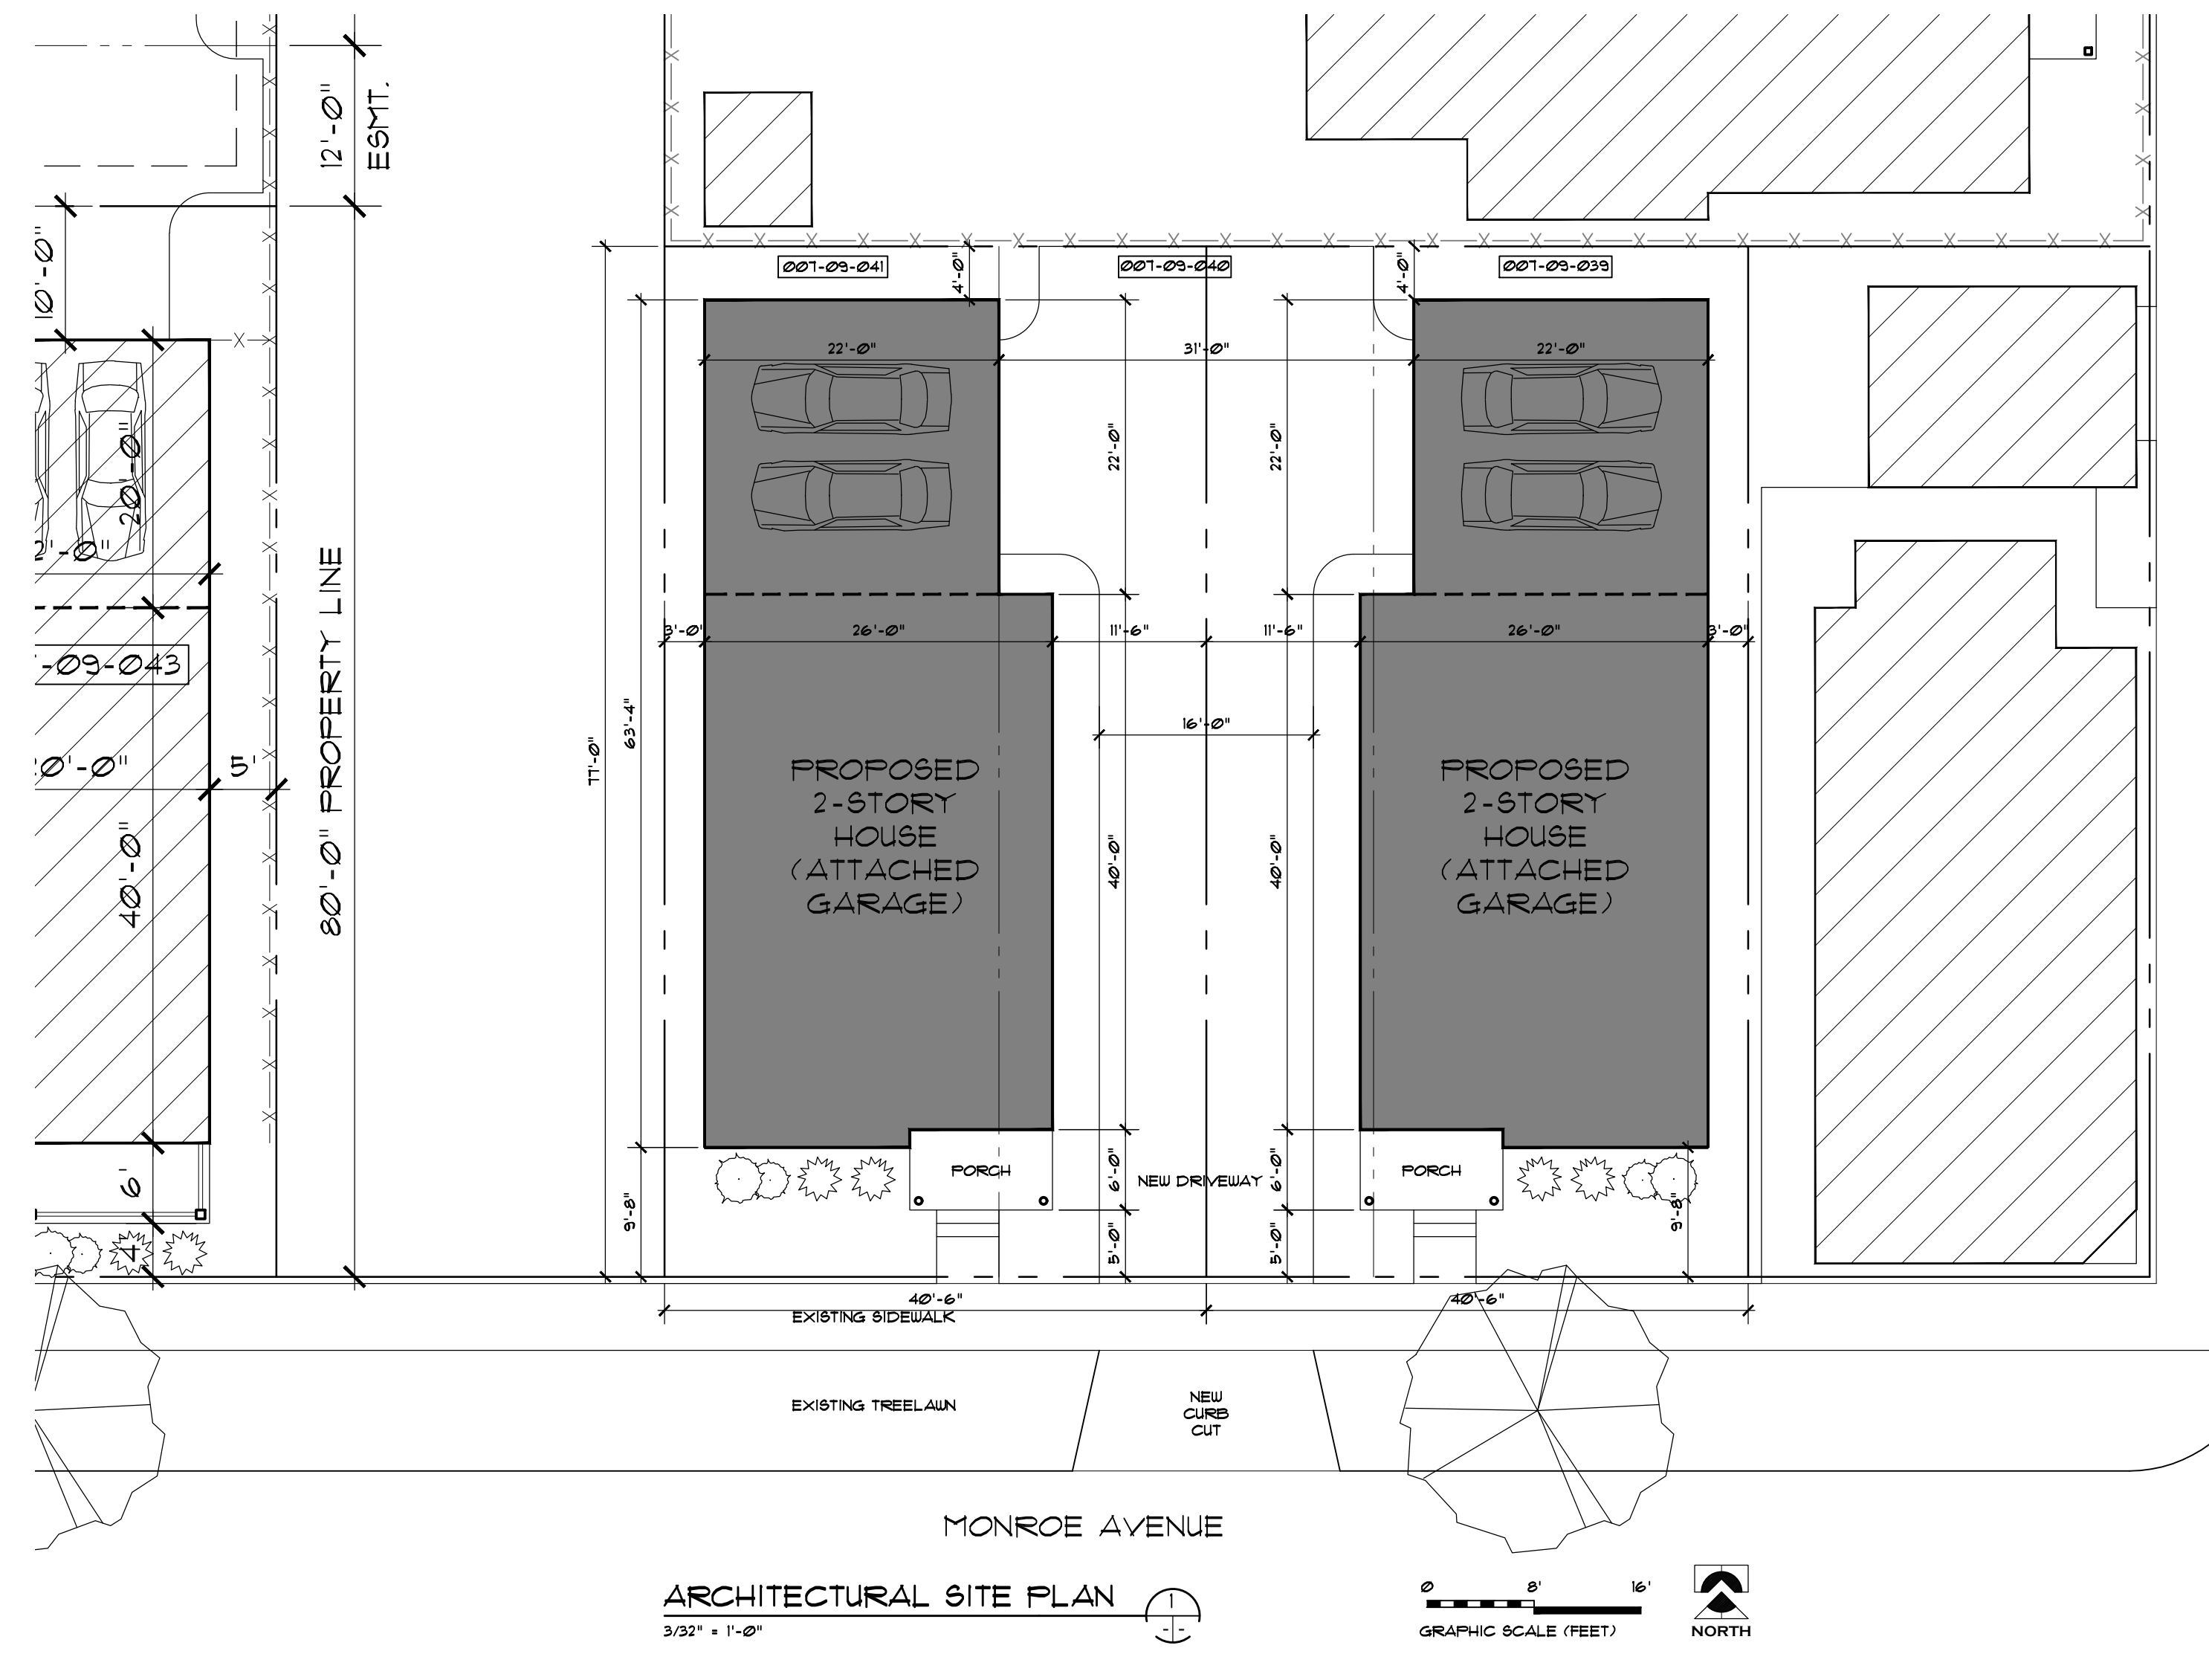 12'-0"
ESMT.
10'-0"
007-09-041
4'-0"
007-09-040
4'-0"
007-09-039
22'-0"
31'-0"
22'-0"
20'-0"
22'-0"
22'-0"
2'-0"
80'-0" PROPERTY LINE
3'-0"
26'-0"
11'-6"
11'-6"
26'-0"
3'-0"
-09-043
77'-0"
63'-4"
16'-0"
0'-0"
5'
40'-0"
40'-0"
40'-0"
PROPOSED
2-STORY
HOUSE
(ATTACHED
GARAGE)
PROPOSED
2-STORY
HOUSE
(ATTACHED
GARAGE)
6'
9'-8"
PORCH
6'-0"
NEW DRIVEWAY
6'-0"
PORCH
9'-8"
4'
5'-0"
5'-0"
40'-6"
40'-6"
EXISTING SIDEWALK
EXISTING TREELAWN
NEW
CURB
CUT
MONROE AVENUE
ARCHITECTURAL SITE PLAN
1
--
3/32" = 1'-0"
0 8' 16'
GRAPHIC SCALE (FEET)
NORTH